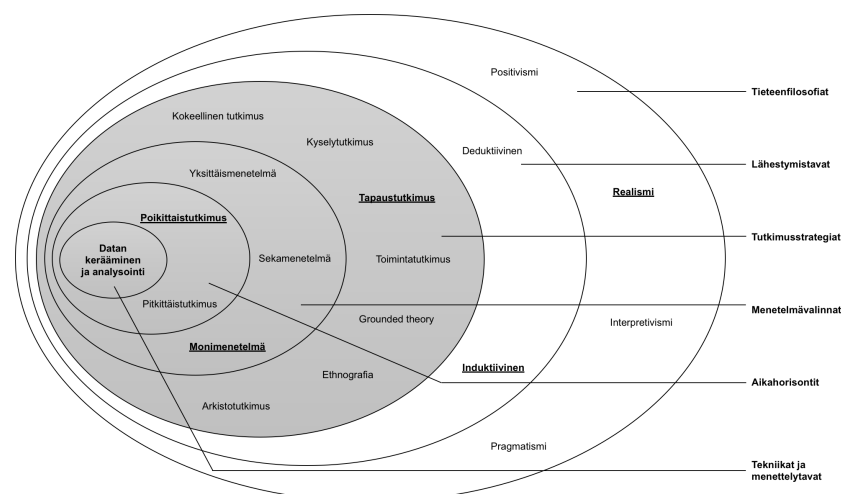 Positivismi
Tieteenfilosofiat
Kokeellinen tutkimus
Kyselytutkimus
Deduktiivinen
Lähestymistavat
Yksittäismenetelmä
Tapaustutkimus
Realismi
Poikittaistutkimus
Tutkimusstrategiat
Datan
kerääminen
ja analysointi
Sekamenetelmä
Toimintatutkimus
Pitkittäistutkimus
Menetelmävalinnat
Grounded theory
Interpretivismi
Monimenetelmä
Ethnografia
Induktiivinen
Aikahorisontit
Arkistotutkimus
Pragmatismi
Tekniikat ja
menettelytavat